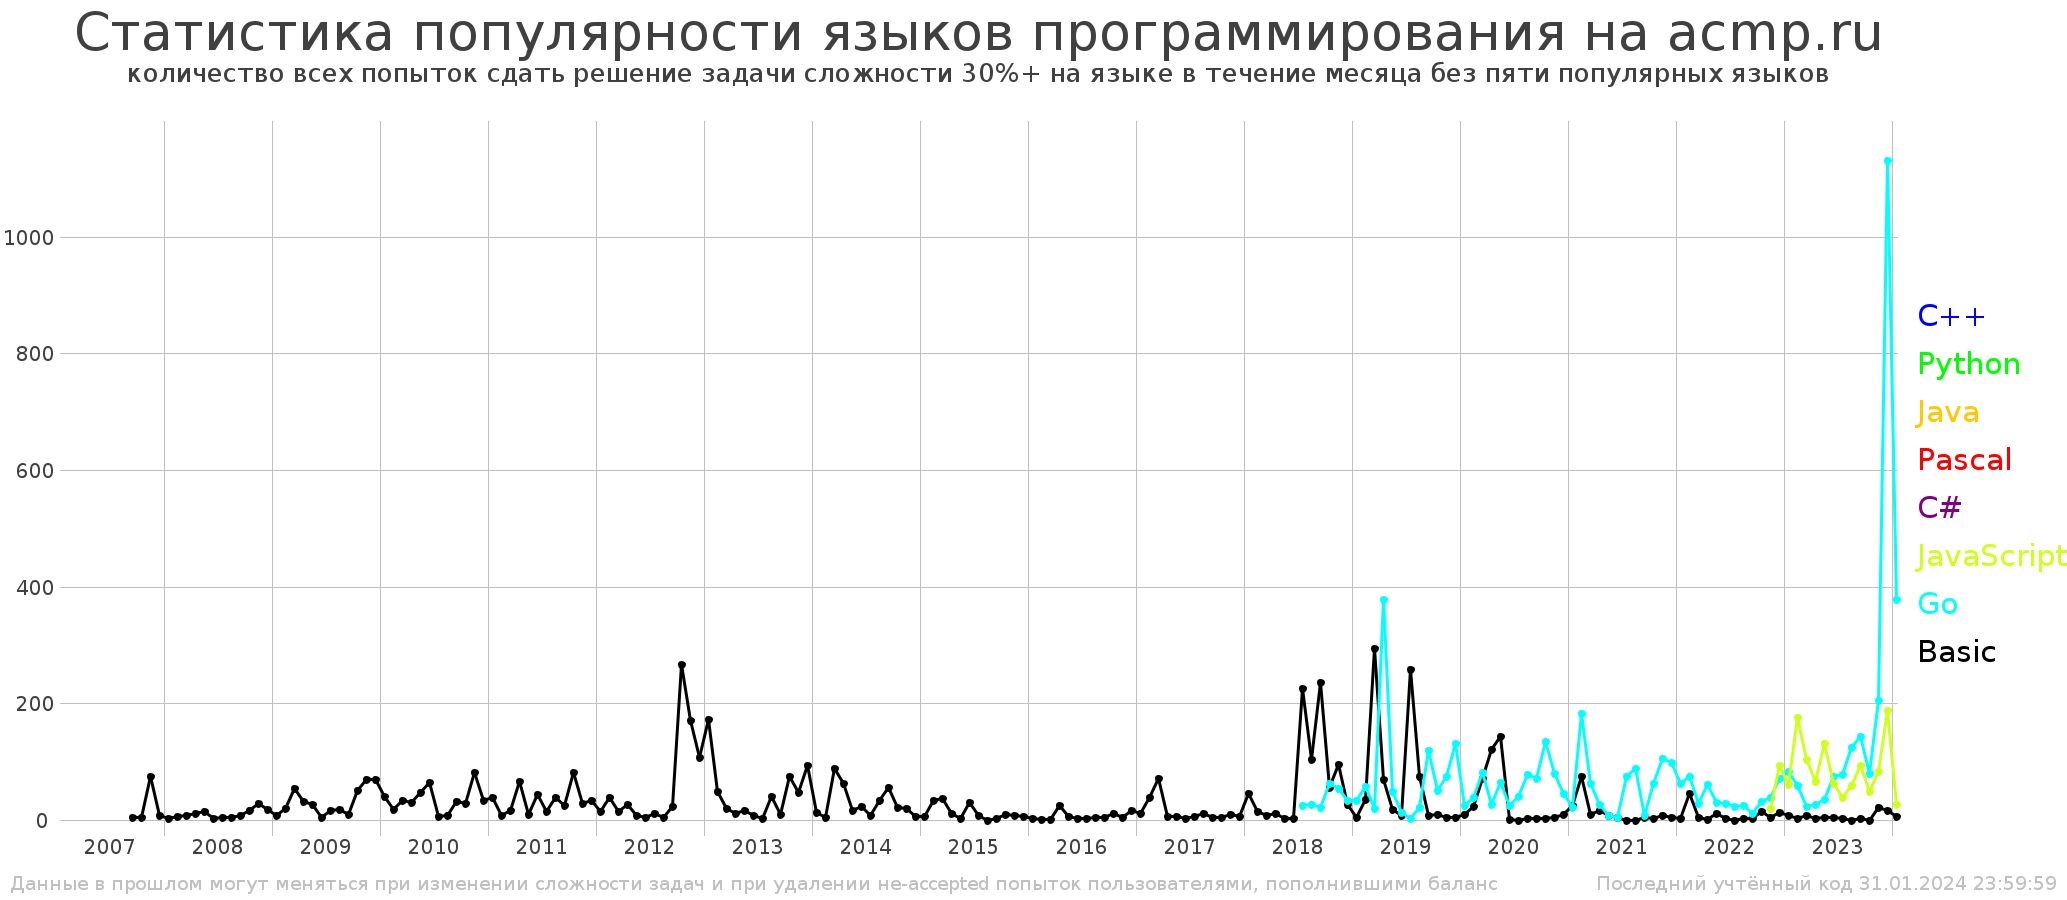 Статистика популярности языков программирования на acmp.ru
количество всех попыток сдать решение задачи сложности 30%+ на языке в течение месяца без пяти популярных языков
1000
800
600
400
200
0
C++
Python
Java
Pascal
C#
JavaScript
Go
Basic
2007 2008 2009 2010 2011 2012 2013 2014 2015 2016 2017 2018 2019 2020 2021 2022 2023
Данные в прошлом могут меняться при изменении сложности задач и при удалении не-accepted попыток пользователями, пополнившими баланс
Последний учтённый код 31.01.2024 23:59:59